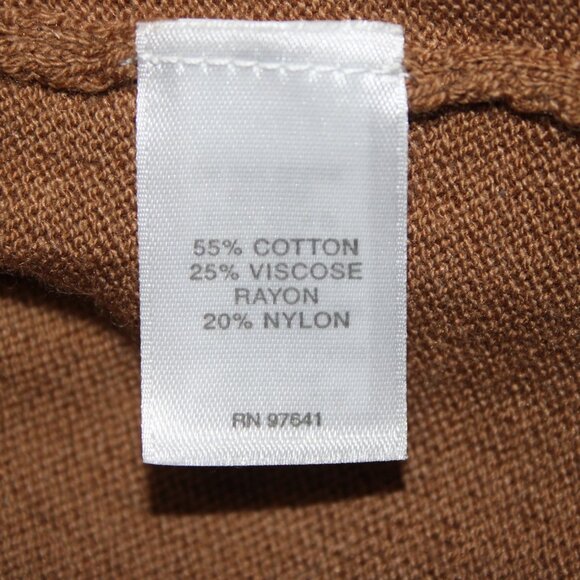 55% COTTON
25% VISCOSE
RAYON
20% NYLON
RN 97641